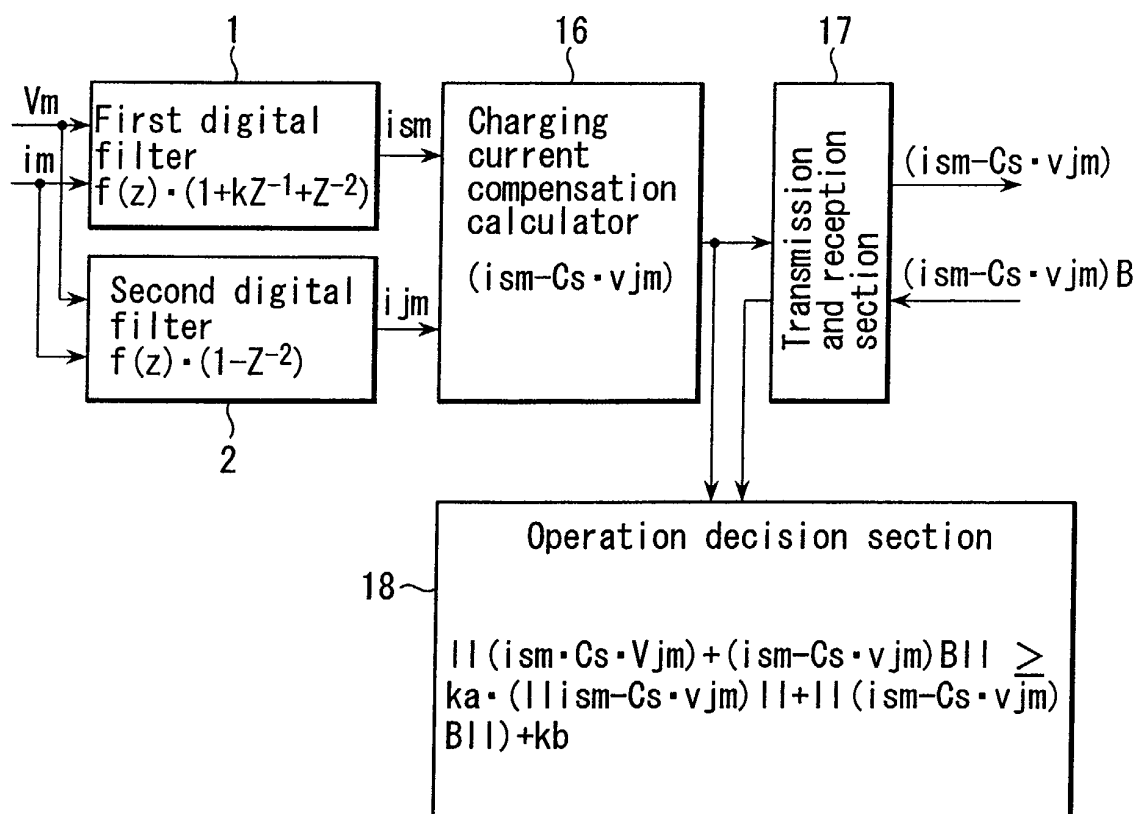 1
16
17
Vm
im
First digital
filter
f(z)·(1+kZ⁻¹+Z⁻²)
ism
Charging
current
compensation
calculator
(ism-Cs·vjm)
Transmission
and reception
section
(ism-Cs·vjm)
(ism-Cs·vjm)B
Second digital
filter
f(z)·(1-Z⁻²)
ijm
2
Operation decision section
18
||(ism·Cs·Vjm)+(ism-Cs·vjm)B|| ≥
ka·(||ism-Cs·vjm)||+||(ism-Cs·vjm)
B||)+kb